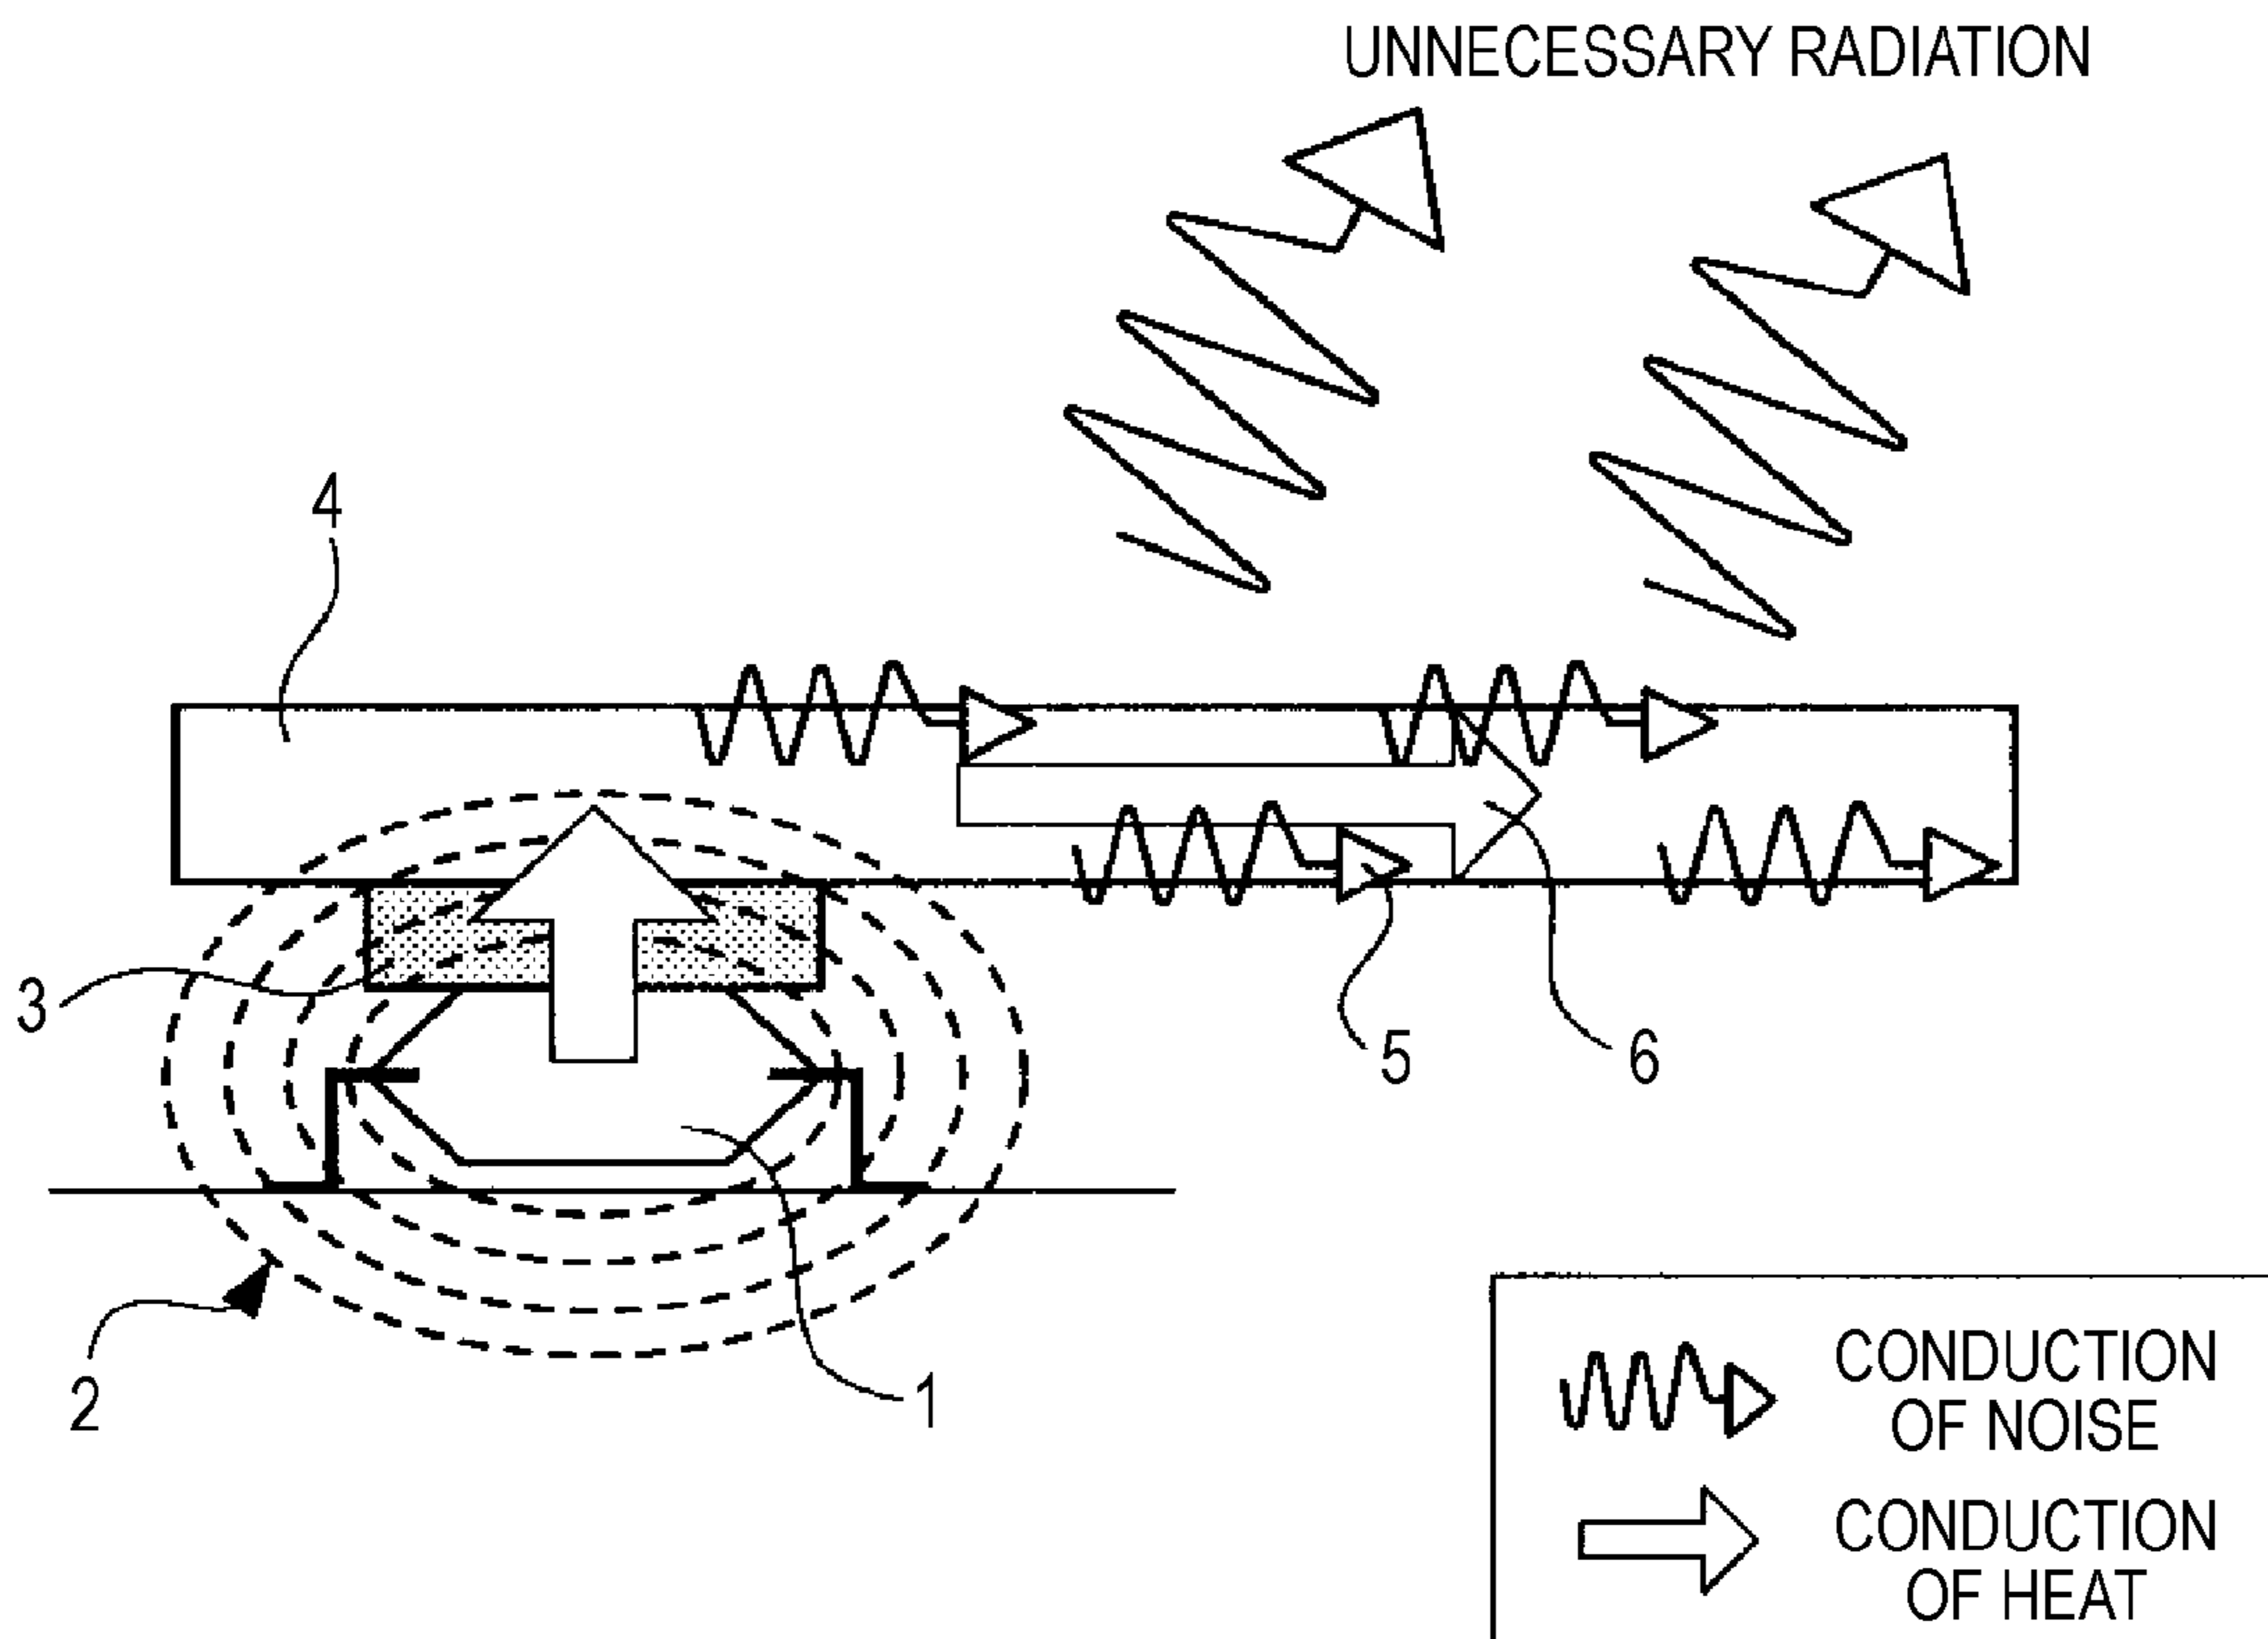 UNNECESSARY RADIATION
4
3
5
6
2
1
CONDUCTION
OF NOISE
CONDUCTION
OF HEAT